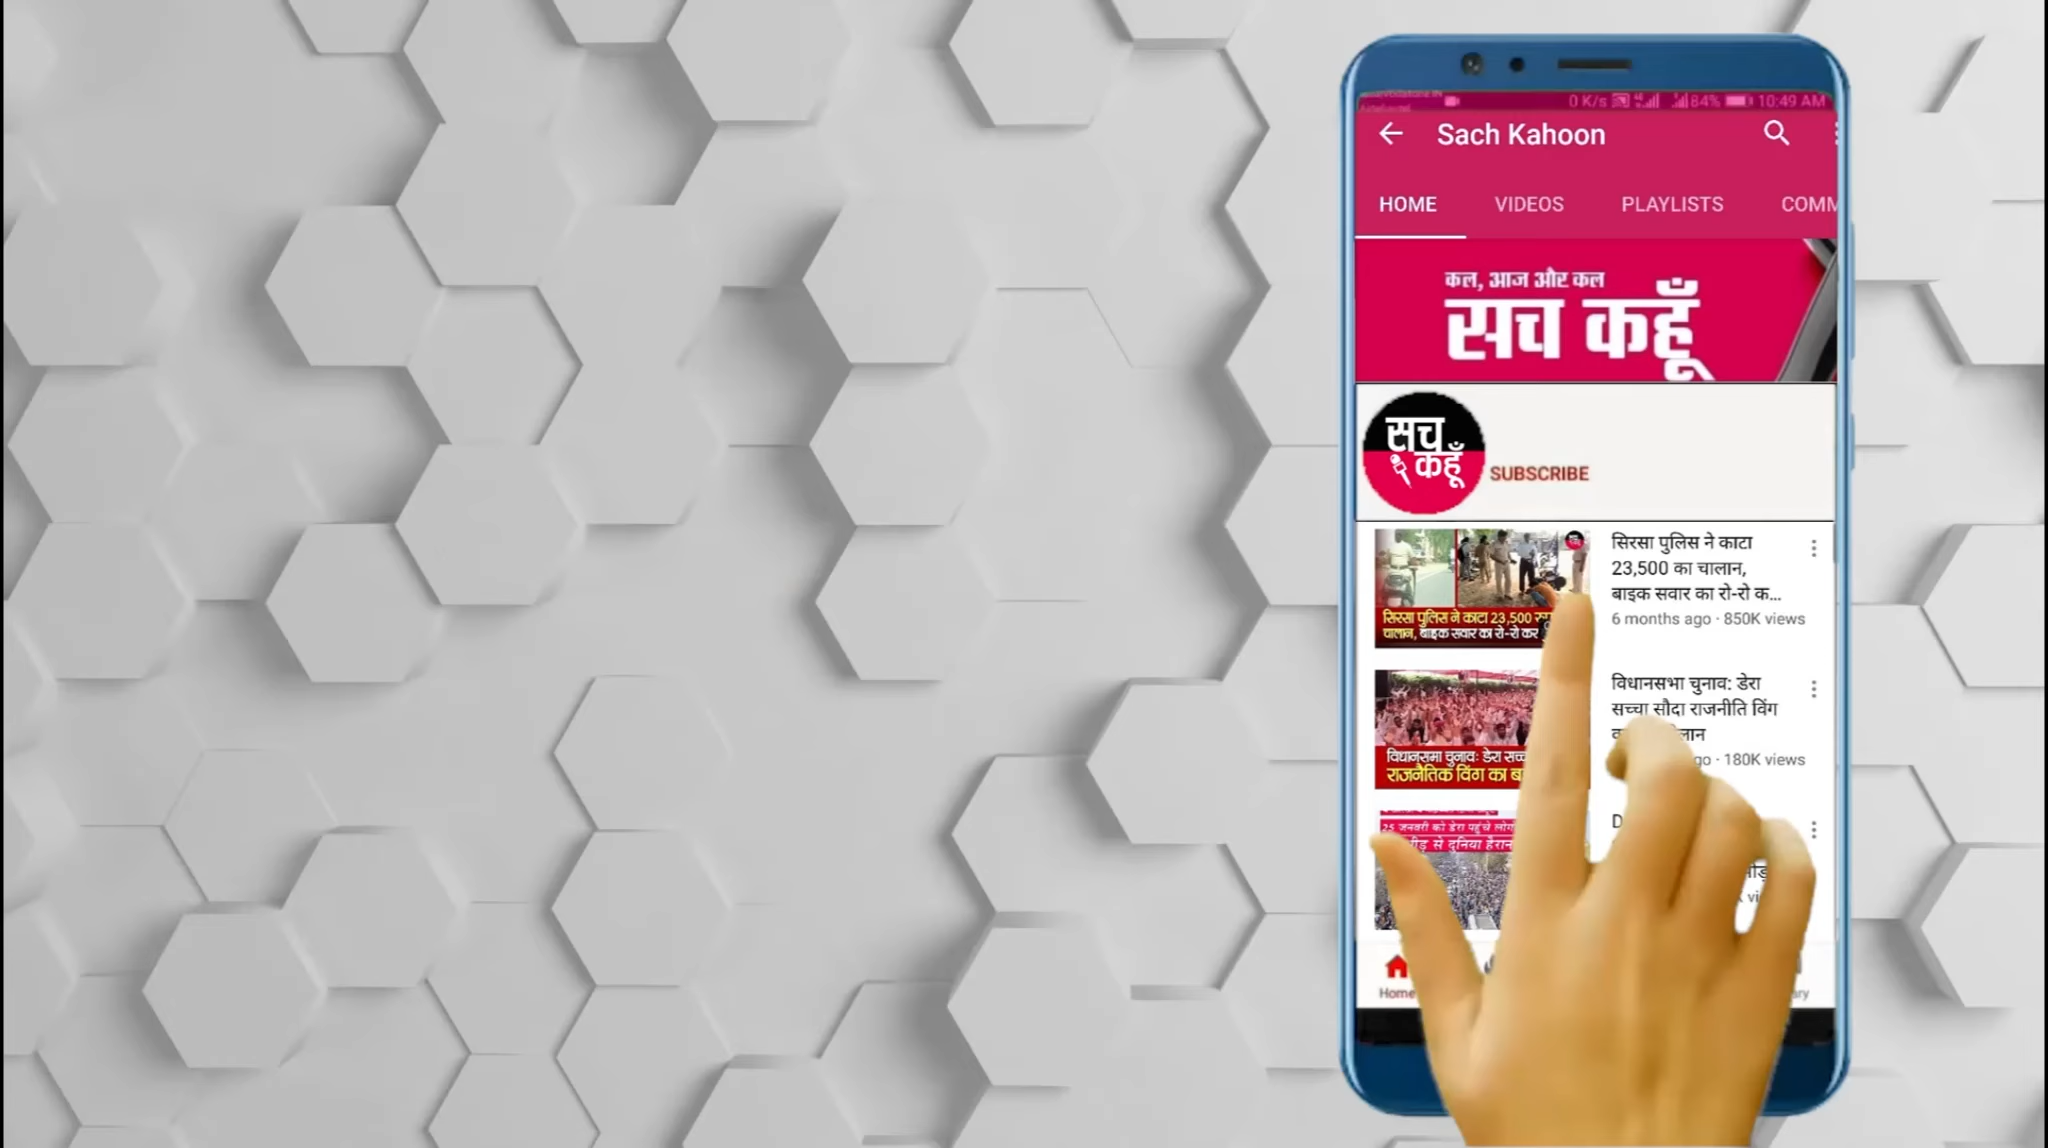 0 K/s 84% 10:49 AM
Sach Kahoon
HOME VIDEOS PLAYLISTS COMM
कल, आज और कल
सच कहूँ
सच
कहूँ
SUBSCRIBE
सिरसा पुलिस ने काटा 23,500
चालान, बाइक सवार का रो-रो कर
सिरसा पुलिस ने काटा
23,500 का चालान,
बाइक सवार का रो-रो क...
6 months ago · 850K views
विधानसभा चुनाव: डेरा
राजनैतिक विंग का
विधानसभा चुनाव: डेरा
सच्चा सौदा राजनीति विंग
180K views
25 जनवरी को डेरा पहुंचे लोग
से दुनिया हैरान
Home